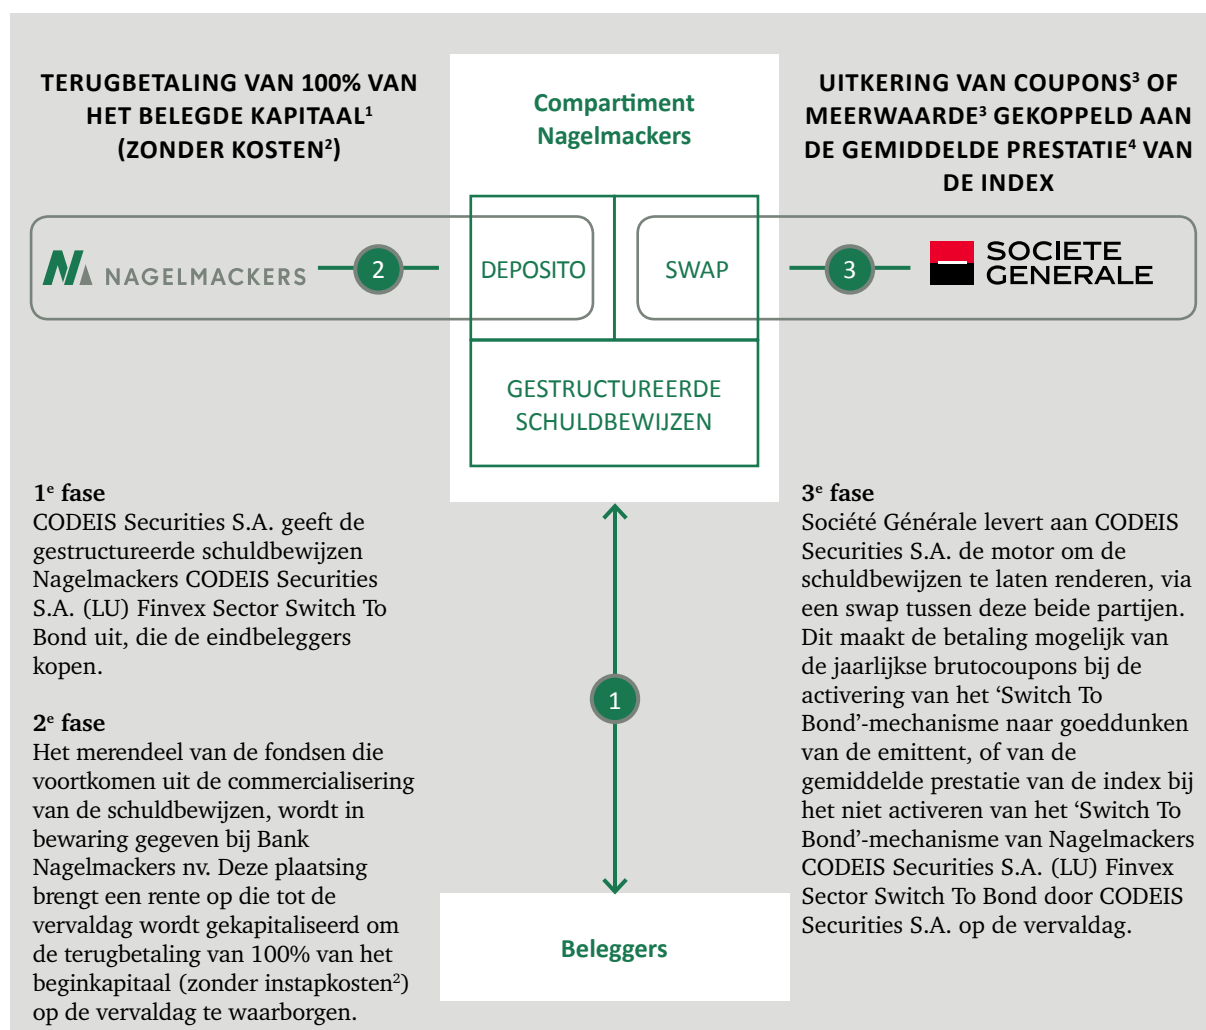 TERUGBETALING VAN 100% VAN
HET BELEGDE KAPITAAL¹
(ZONDER KOSTEN²)
Compartiment
Nagelmackers
UITKERING VAN COUPONS³ OF
MEERWAARDE³ GEKOPPELD AAN
DE GEMIDDELDE PRESTATIE⁴ VAN
DE INDEX
NAGELMACKERS
2
DEPOSITO
SWAP
3
SOCIETE
GENERALE
GESTRUCTUREERDE
SCHULDBEWIJZEN
1ᵉ fase
CODEIS Securities S.A. geeft de
gestructureerde schuldbewijzen
Nagelmackers CODEIS Securities
S.A. (LU) Finvex Sector Switch To
Bond uit, die de eindbeleggers
kopen.
2ᵉ fase
Het merendeel van de fondsen die
voortkomen uit de commercialisering
van de schuldbewijzen, wordt in
bewaring gegeven bij Bank
Nagelmackers nv. Deze plaatsing
brengt een rente op die tot de
vervaldag wordt gekapitaliseerd om
de terugbetaling van 100% van het
beginkapitaal (zonder instapkosten²)
op de vervaldag te waarborgen.
1
Beleggers
3ᵉ fase
Société Générale levert aan CODEIS
Securities S.A. de motor om de
schuldbewijzen te laten renderen, via
een swap tussen deze beide partijen.
Dit maakt de betaling mogelijk van
de jaarlijkse brutocoupons bij de
activering van het ‘Switch To
Bond’-mechanisme naar goeddunken
van de emittent, of van de
gemiddelde prestatie van de index bij
het niet activeren van het ‘Switch To
Bond’-mechanisme van Nagelmackers
CODEIS Securities S.A. (LU) Finvex
Sector Switch To Bond door CODEIS
Securities S.A. op de vervaldag.